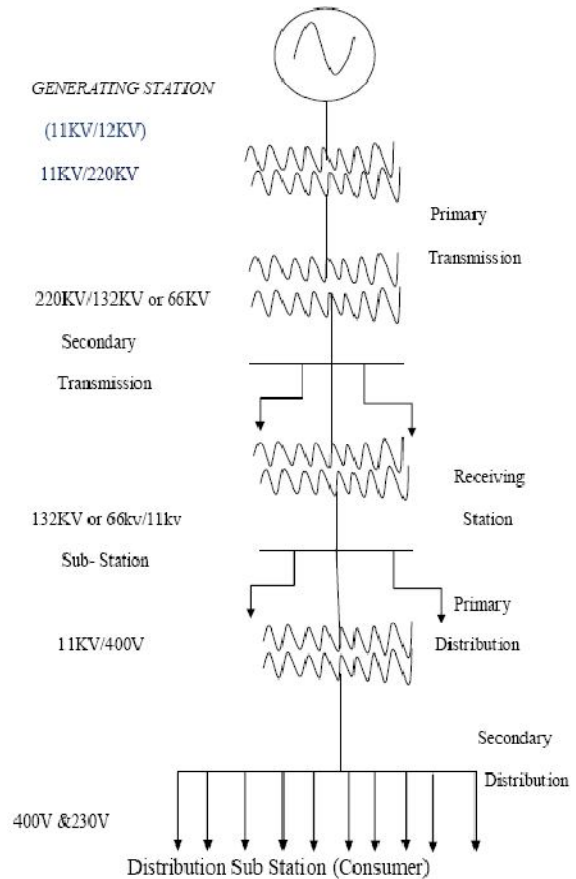 GENERATING STATION
(11KV/12KV)
11KV/220KV
Primary
Transmission
220KV/132KV or 66KV
Secondary
Transmission
Receiving
132KV or 66kv/11kv
Station
Sub- Station
Primary
11KV/400V
Distribution
Secondary
Distribution
400V &230V
Distribution Sub Station (Consumer)